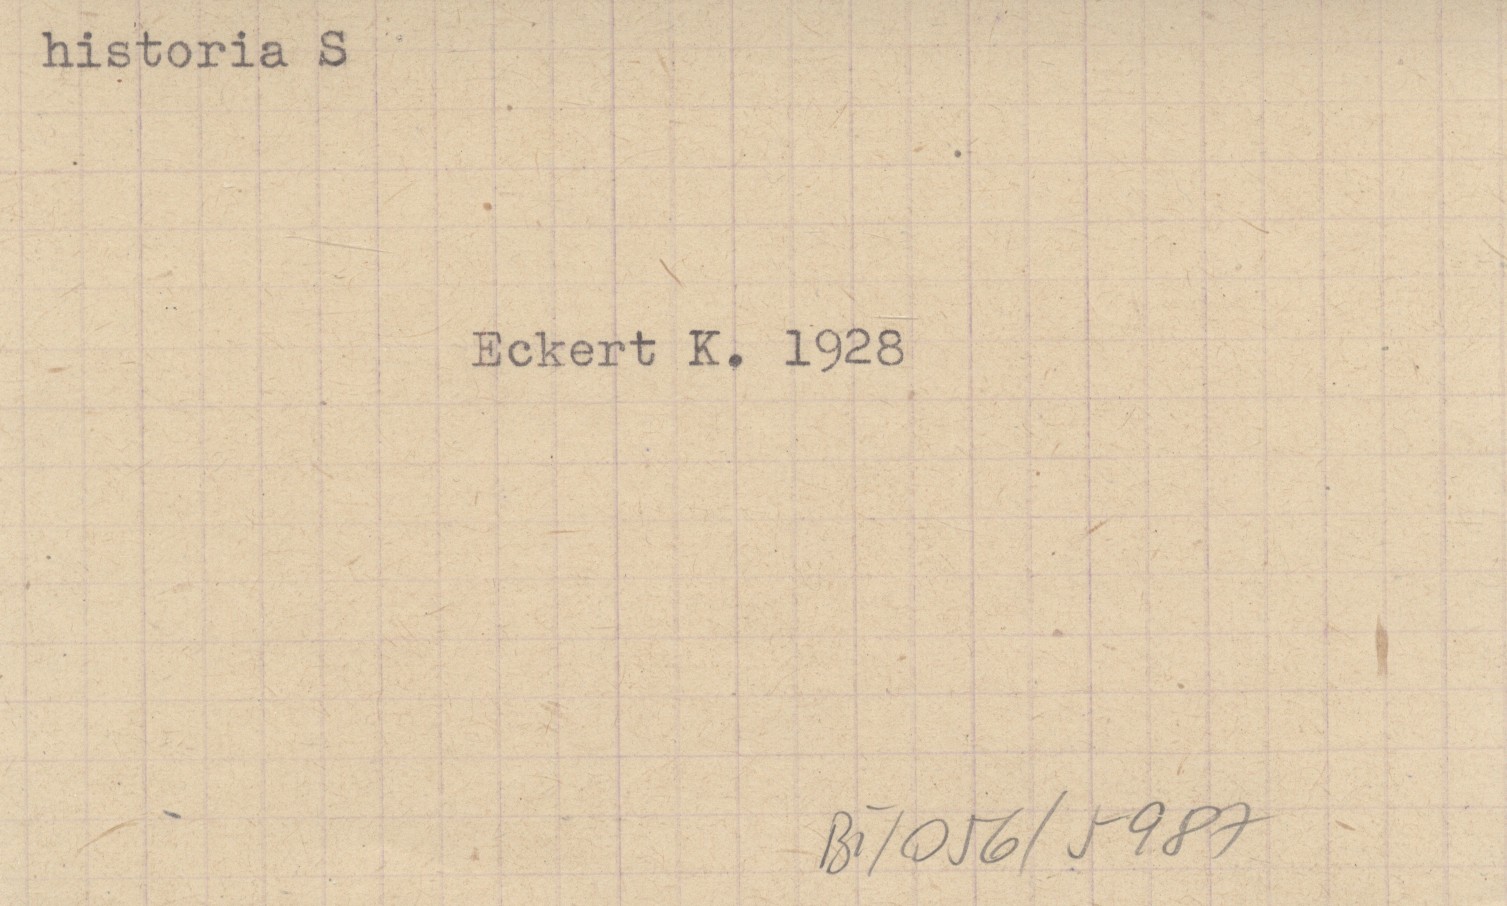 historia S
Eckert K. 1928
Bi/056/5987